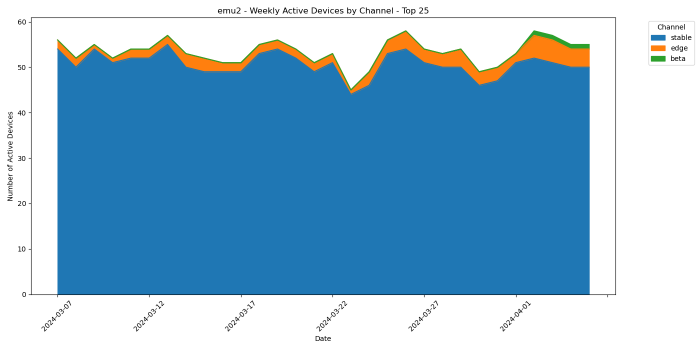 emu2 - Weekly Active Devices by Channel - Top 25
Number of Active Devices
60
50
40
30
20
10
0
2024-03-07
2024-03-12
2024-03-17
2024-03-22
2024-03-27
2024-04-01
Date
Channel
stable
edge
beta